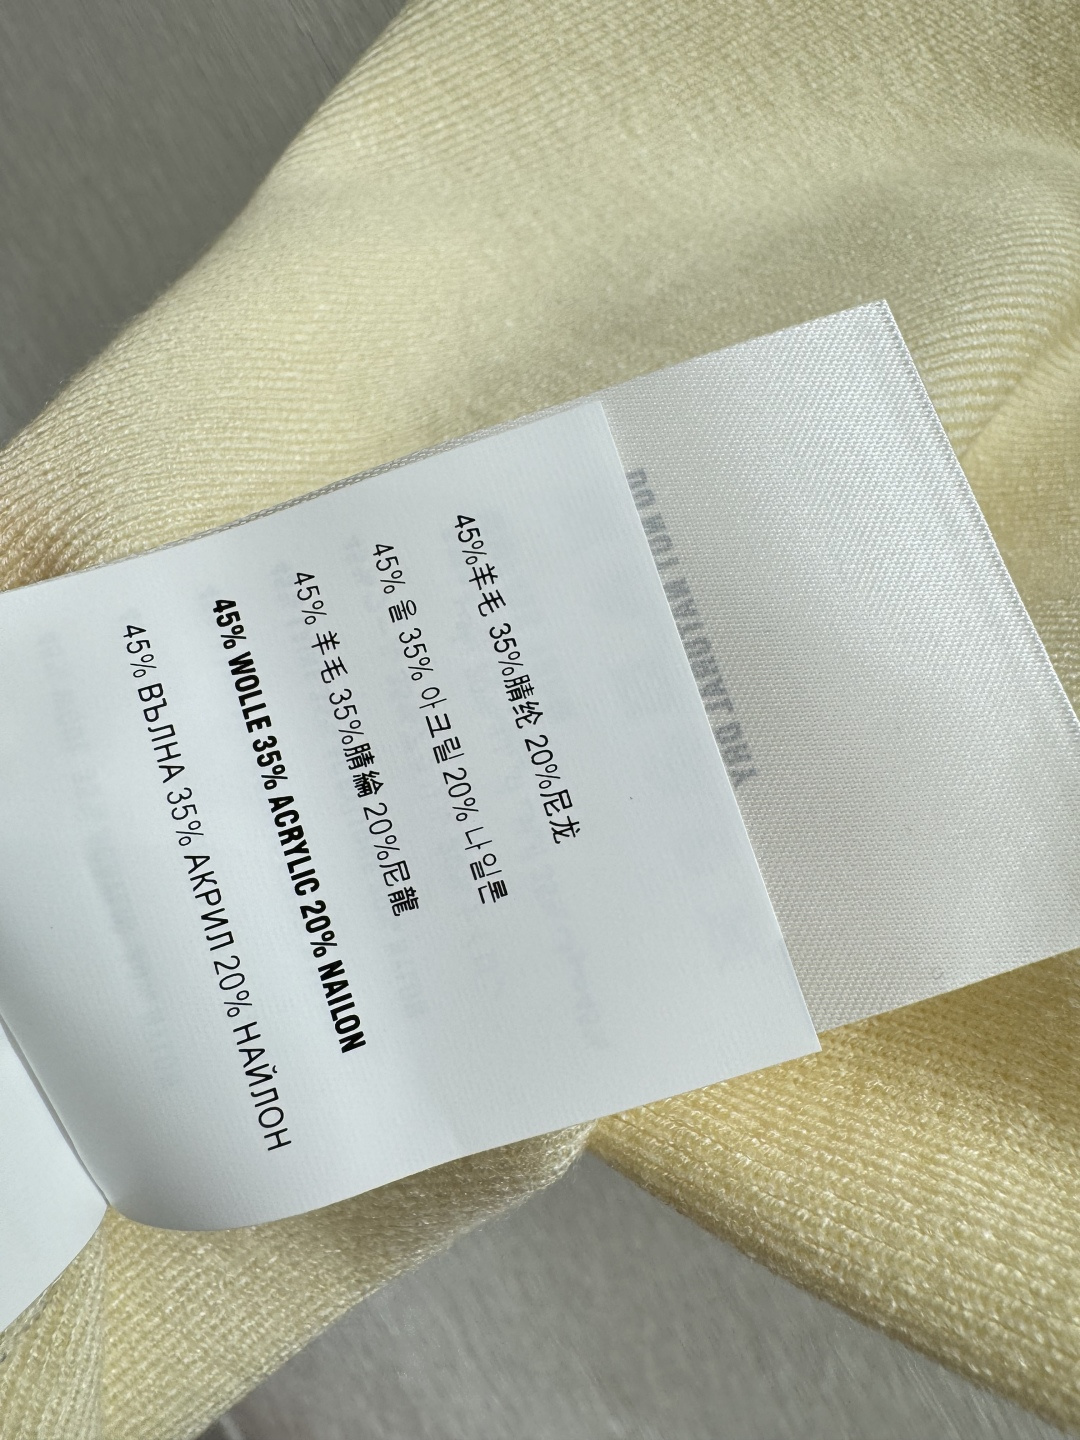 45%羊毛 35%腈纶 20%尼龙
45% 울 35% 아크릴 20% 나일론
45% 羊毛 35%腈綸 20%尼龍
45% WOLLE 35% ACRYLIC 20% NAILON
45% ВЪЛНА 35% АКРИЛ 20% НАЙЛОН